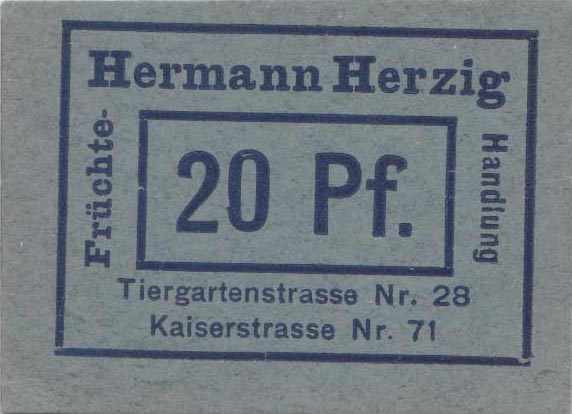 Hermann Herzig
Früchte-
20 Pf.
Handlung
Tiergartenstrasse Nr. 28
Kaiserstrasse Nr. 71